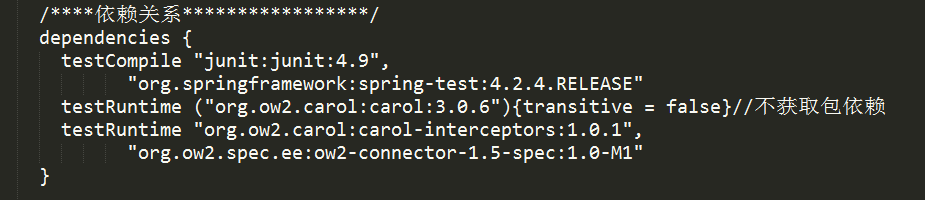 /****依赖关系*****************/
dependencies {
testCompile "junit:junit:4.9",
"org.springframework:spring-test:4.2.4.RELEASE"
testRuntime ("org.ow2.carol:carol:3.0.6"){transitive = false}//不获取包依赖
testRuntime "org.ow2.carol:carol-interceptors:1.0.1",
"org.ow2.spec.ee:ow2-connector-1.5-spec:1.0-M1"
}